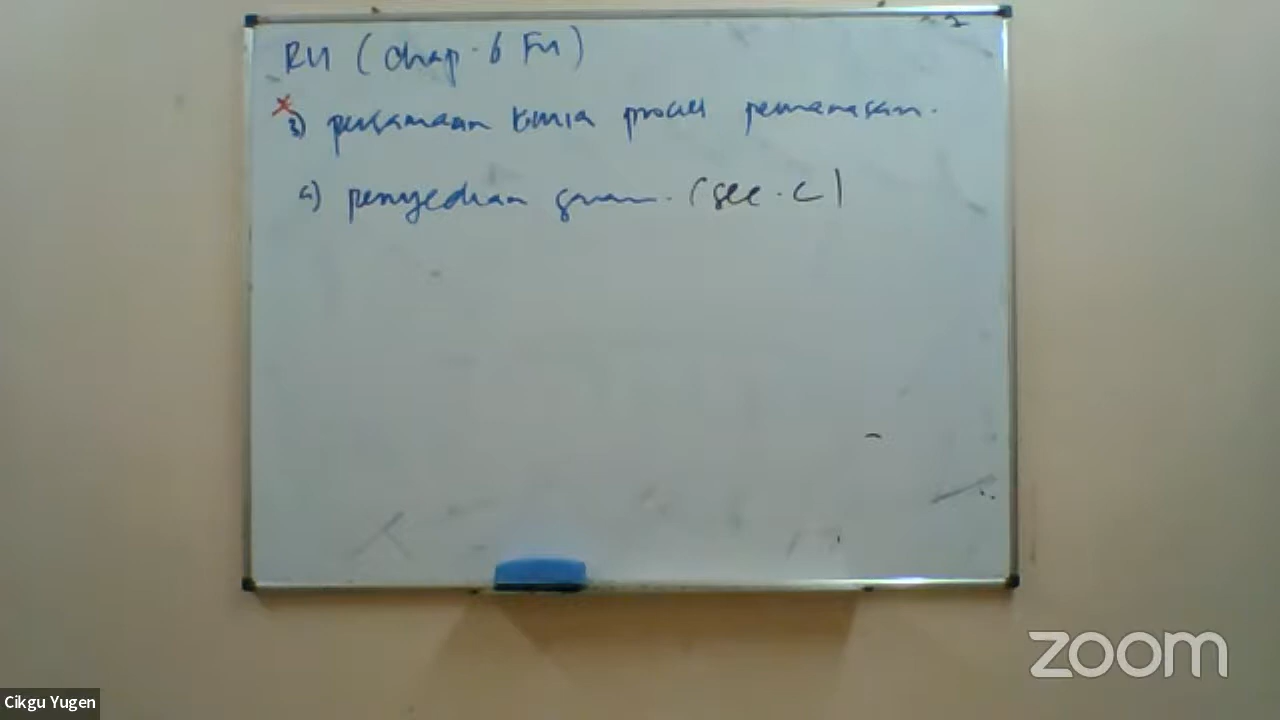 RU (chap. 6 F4)
3) persamaan kimia proses pemanasan.
4) penyediaan garam. (sec. C)
zoom
Cikgu Yugen